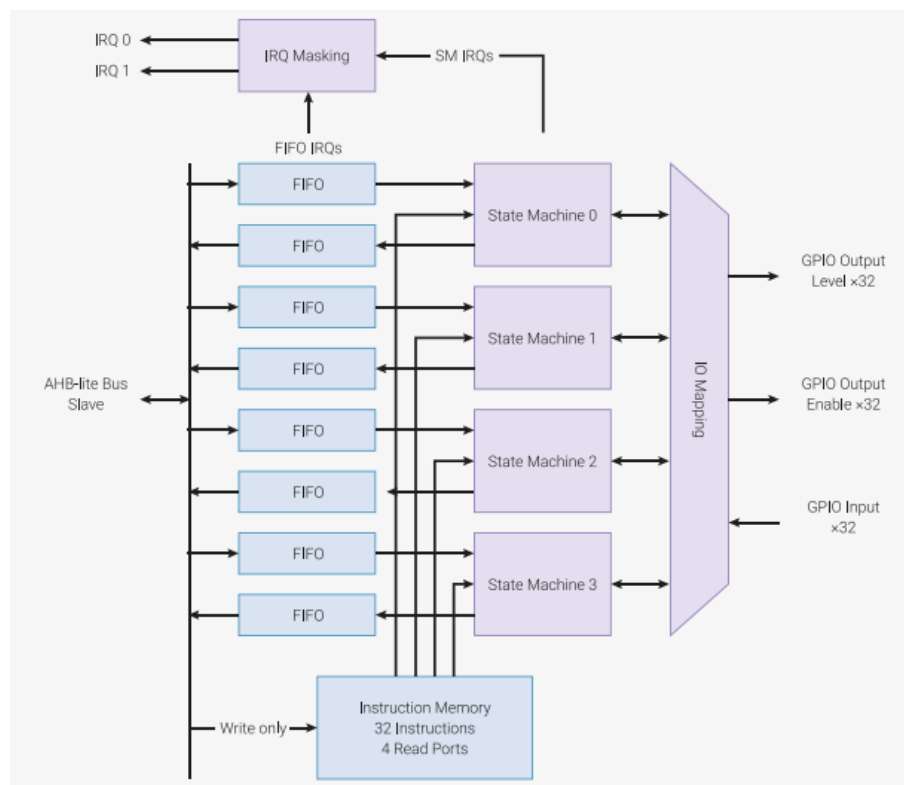 IRQ 0
IRQ 1
IRQ Masking
SM IRQs
FIFO IRQs
FIFO
FIFO
FIFO
FIFO
FIFO
FIFO
FIFO
FIFO
State Machine 0
State Machine 1
State Machine 2
State Machine 3
IO Mapping
GPIO Output
Level ×32
GPIO Output
Enable ×32
GPIO Input
×32
AHB-lite Bus
Slave
Write only
Instruction Memory
32 Instructions
4 Read Ports